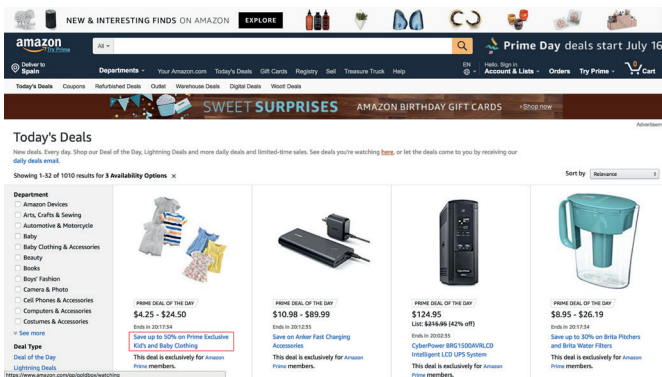 NEW & INTERESTING FINDS ON AMAZON EXPLORE
amazon
Try Prime
All
Prime Day deals start July 16
Deliver to
Spain
Departments
Your Amazon.com Today's Deals Gift Cards Registry Sell Treasure Truck Help
EN
Hello. Sign in
Account & Lists
Orders Try Prime
0
Cart
Today's Deals Coupons Refurbished Deals Outlet Warehouse Deals Digital Deals Woot! Deals
SWEET SURPRISES AMAZON BIRTHDAY GIFT CARDS Shop now
Advertisem
Today's Deals
New deals. Every day. Shop our Deal of the Day, Lightning Deals and more daily deals and limited-time sales. See deals you're watching here, or let the deals come to you by receiving our
daily deals email.
Showing 1-32 of 1010 results for 3 Availability Options ×
Sort by Relevance
Department
Amazon Devices
Arts, Crafts & Sewing
Automotive & Motorcycle
Baby
Baby Clothing & Accessories
Beauty
Books
Boys' Fashion
Camera & Photo
Cell Phones & Accessories
Computers & Accessories
Costumes & Accessories
See more
Deal Type
Deal of the Day
Lightning Deals
https://www.amazon.com/gp/goldbox/watching
PRIME DEAL OF THE DAY
$4.25 - $24.50
Ends in 20:17:34
Save up to 50% on Prime Exclusive
Kid's and Baby Clothing
This deal is exclusively for Amazon
Prime members.
PRIME DEAL OF THE DAY
$10.98 - $89.99
Ends in 20:12:35
Save on Anker Fast Charging
Accessories
This deal is exclusively for Amazon
Prime members.
PRIME DEAL OF THE DAY
$124.95
List: $215.95 (42% off)
Ends in 20:02:35
CyberPower BRG1500AVRLCD
Intelligent LCD UPS System
This deal is exclusively for Amazon
Prime members.
PRIME DEAL OF THE DAY
$8.95 - $26.19
Ends in 20:17:34
Save up to 30% on Brita Pitchers
and Brita Water Filters
This deal is exclusively for Amazon
Prime members.